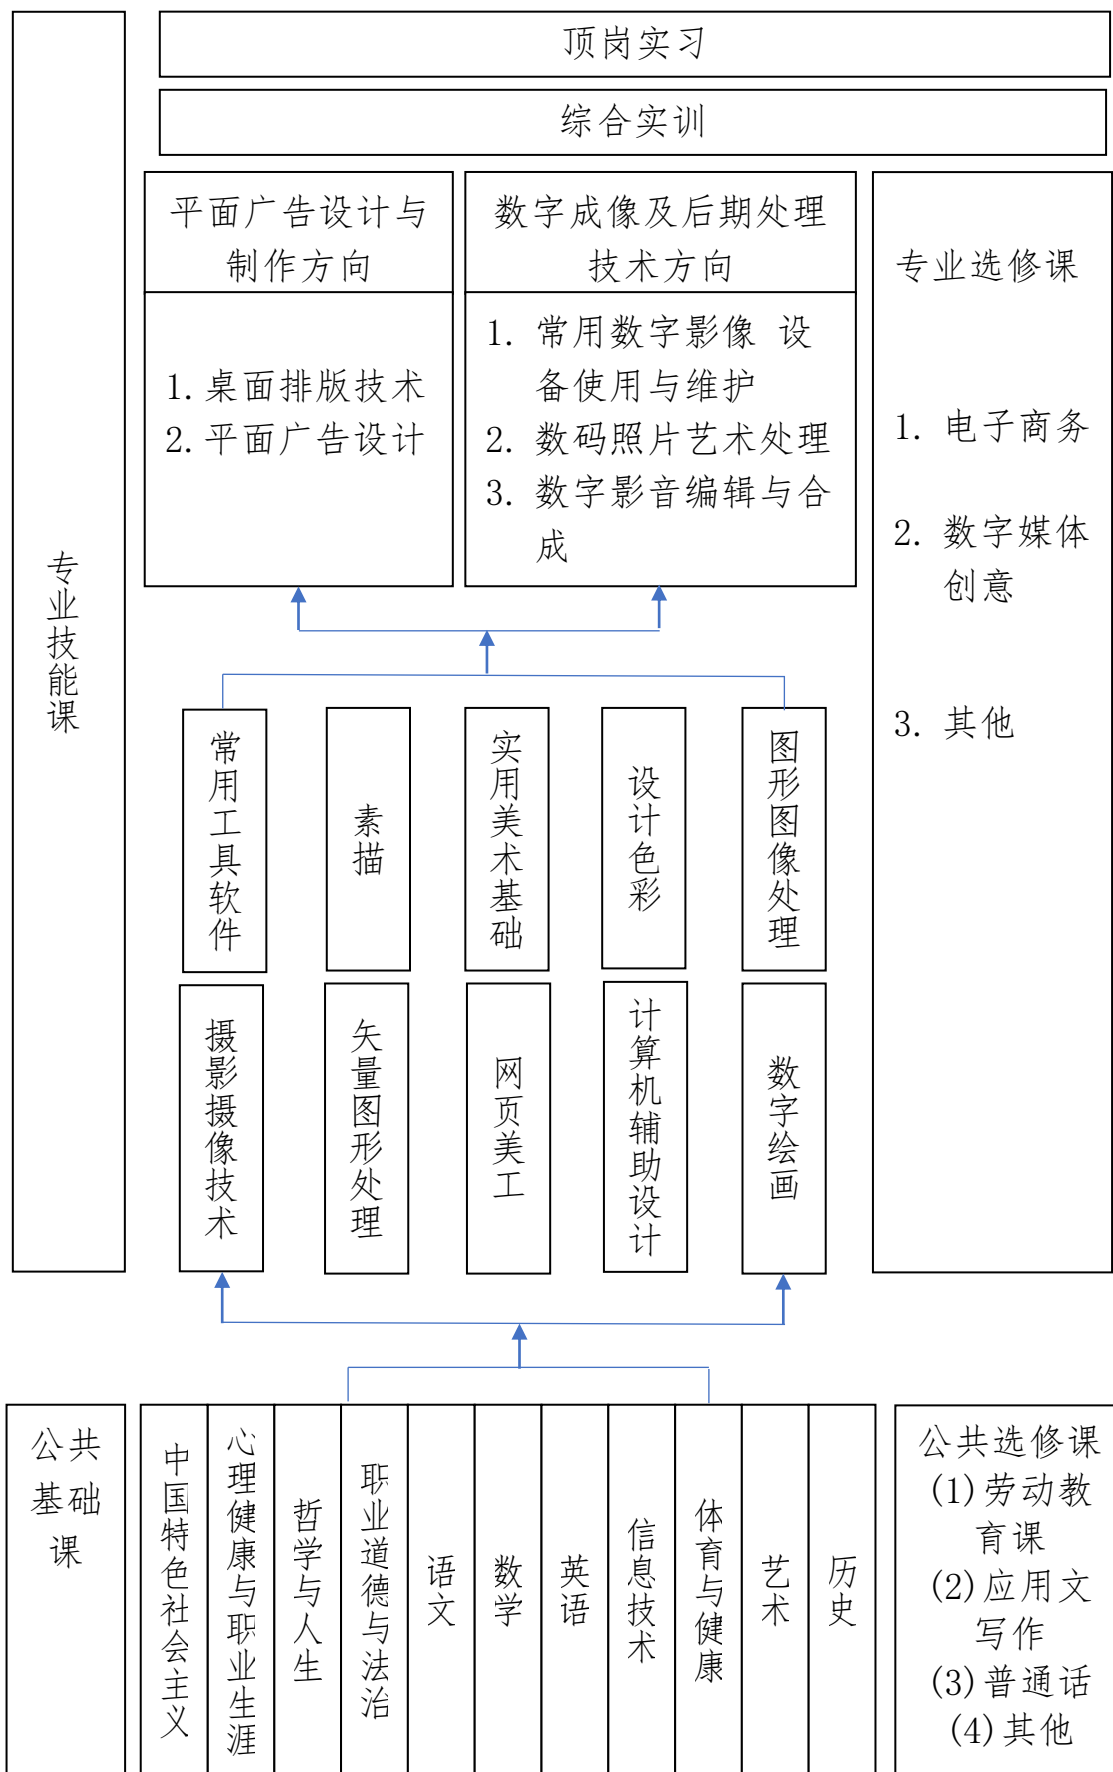 顶岗实习
综合实训
专业技能课
平面广告设计与
制作方向
1.桌面排版技术
2.平面广告设计
数字成像及后期处理
技术方向
1. 常用数字影像 设
备使用与维护
2. 数码照片艺术处理
3. 数字影音编辑与合
成
专业选修课
1. 电子商务
2. 数字媒体
创意
3. 其他
常用工具软件
素描
实用美术基础
设计色彩
图形图像处理
摄影摄像技术
矢量图形处理
网页美工
计算机辅助设计
数字绘画
公共
基础
课
中国特色社会主义
心理健康与职业生涯
哲学与人生
职业道德与法治
语文
数学
英语
信息技术
体育与健康
艺术
历史
公共选修课
(1)劳动教
育课
(2)应用文
写作
(3)普通话
(4)其他